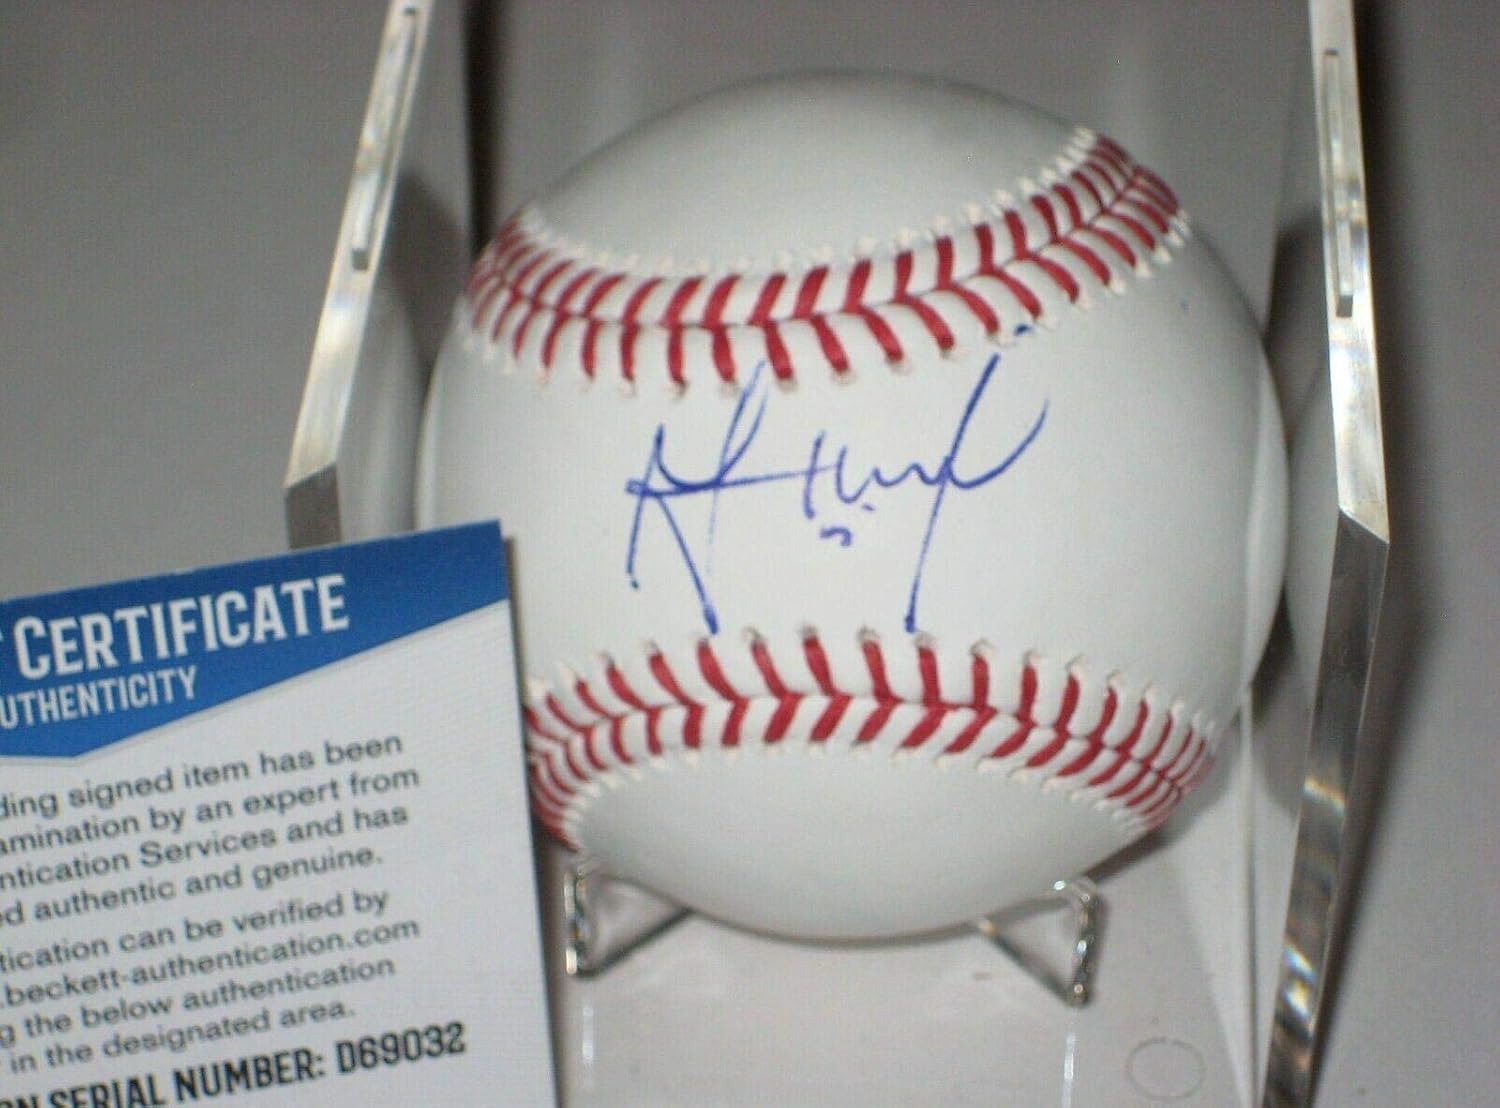 CERTIFICATE
UTHENTICITY
ding signed item has been
amination by an expert from
ntication Services and has
ed authentic and genuine.
tication can be verified by
.beckett-authentication.com
g the below authentication
in the designated area.
SERIAL NUMBER: D69032